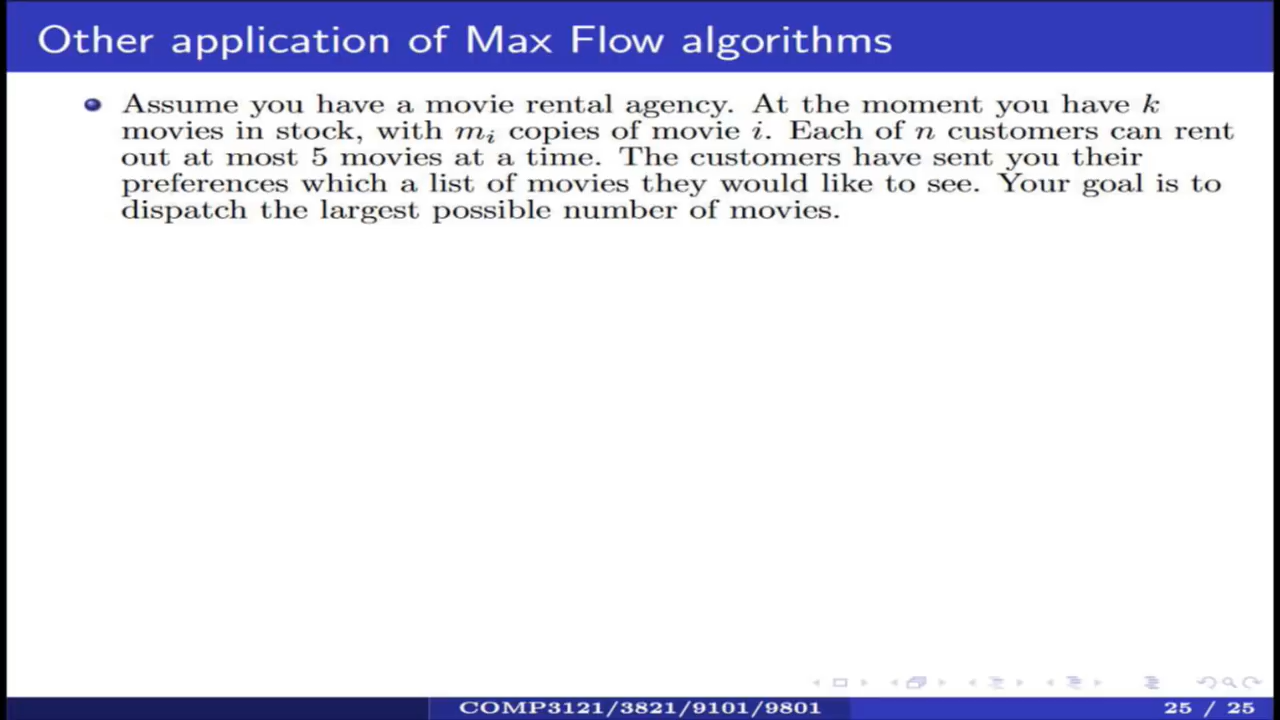 Other application of Max Flow algorithms
Assume you have a movie rental agency. At the moment you have k
movies in stock, with mᵢ copies of movie i. Each of n customers can rent
out at most 5 movies at a time. The customers have sent you their
preferences which a list of movies they would like to see. Your goal is to
dispatch the largest possible number of movies.
COMP3121/3821/9101/9801
25 / 25